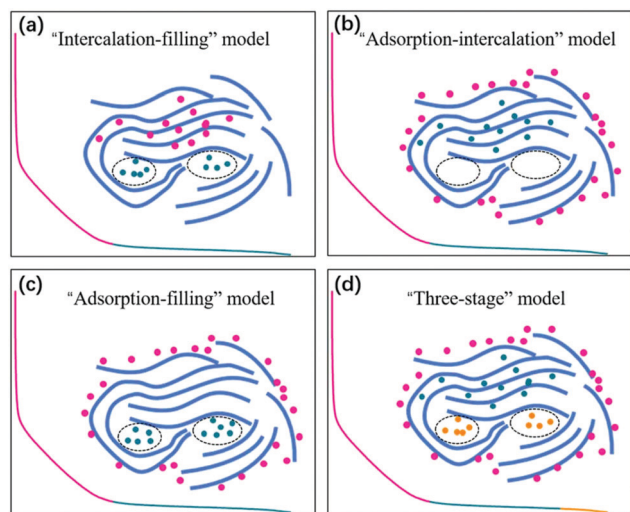 (a)
“Intercalation-filling” model
(b)
“Adsorption-intercalation” model
(c)
“Adsorption-filling” model
(d)
“Three-stage” model